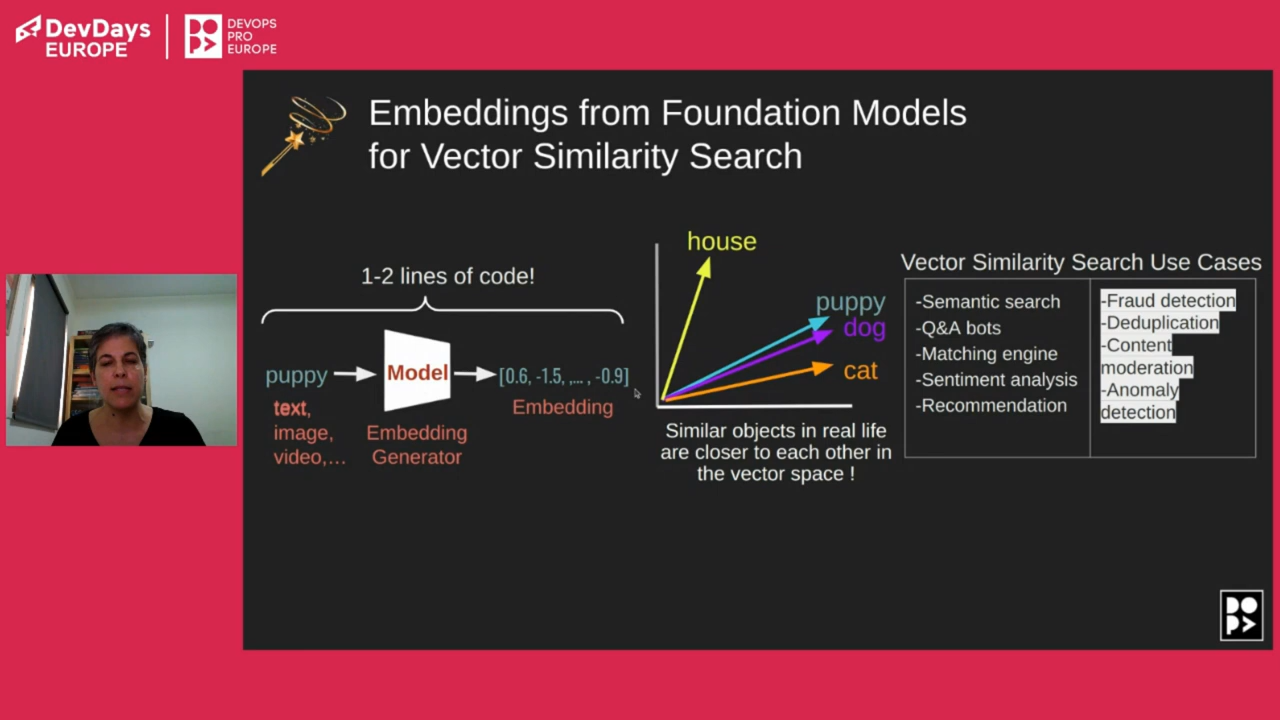 DevDays
EUROPE
DEVOPS
PRO
EUROPE
Embeddings from Foundation Models
for Vector Similarity Search
1-2 lines of code!
puppy
Model
[0.6, -1.5, ,... , -0.9]
text,
image,
video,...
Embedding
Generator
Embedding
house
puppy
dog
cat
Similar objects in real life
are closer to each other in
the vector space !
Vector Similarity Search Use Cases
-Semantic search
-Q&A bots
-Matching engine
-Sentiment analysis
-Recommendation
-Fraud detection
-Deduplication
-Content
moderation
-Anomaly
detection
DO
P>